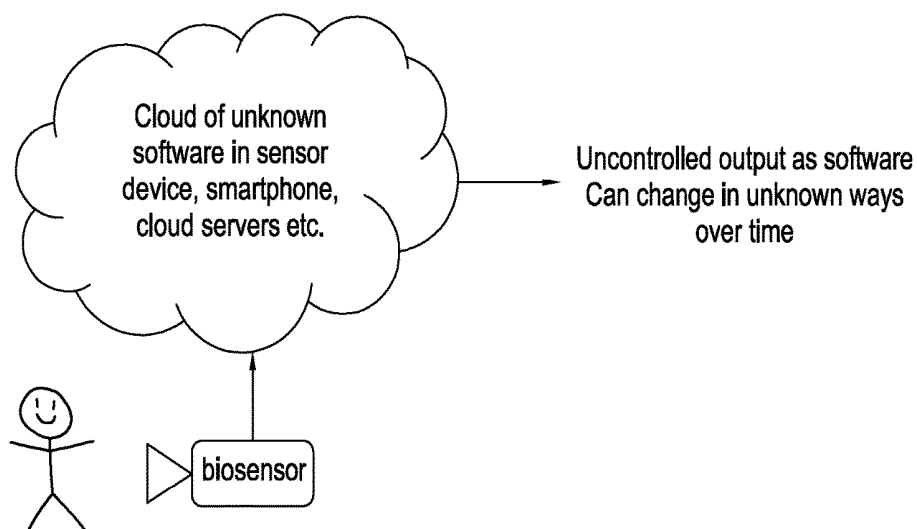 Cloud of unknown
software in sensor
device, smartphone,
cloud servers etc.
Uncontrolled output as software
Can change in unknown ways
over time
biosensor